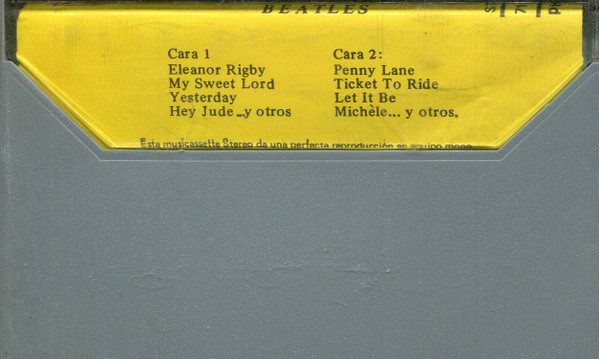 BEATLES
Cara 1
Eleanor Rigby
My Sweet Lord
Yesterday
Hey Jude...y otros
Cara 2:
Penny Lane
Ticket To Ride
Let It Be
Michèle... y otros.
Esta musicassette Stereo da una perfecta reproducción en equipo mono